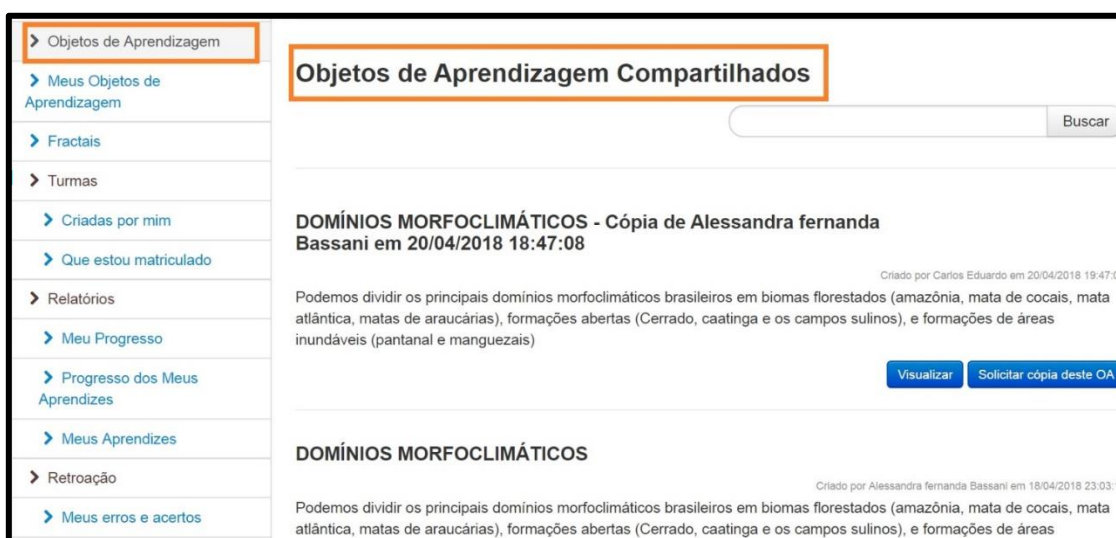 Objetos de Aprendizagem
Meus Objetos de
Aprendizagem
Fractais
Turmas
Criadas por mim
Que estou matriculado
Relatórios
Meu Progresso
Progresso dos Meus
Aprendizes
Meus Aprendizes
Retroação
Meus erros e acertos
Objetos de Aprendizagem Compartilhados
Buscar
DOMÍNIOS MORFOCLIMÁTICOS - Cópia de Alessandra fernanda
Bassani em 20/04/2018 18:47:08
Criado por Carlos Eduardo em 20/04/2018 19:47:0
Podemos dividir os principais domínios morfoclimáticos brasileiros em biomas florestados (amazônia, mata de cocais, mata
atlântica, matas de araucárias), formações abertas (Cerrado, caatinga e os campos sulinos), e formações de áreas
inundáveis (pantanal e manguezais)
Visualizar Solicitar cópia deste OA
DOMÍNIOS MORFOCLIMÁTICOS
Criado por Alessandra fernanda Bassani em 18/04/2018 23:03:
Podemos dividir os principais domínios morfoclimáticos brasileiros em biomas florestados (amazônia, mata de cocais, mata
atlântica, matas de araucárias), formações abertas (Cerrado, caatinga e os campos sulinos), e formações de áreas